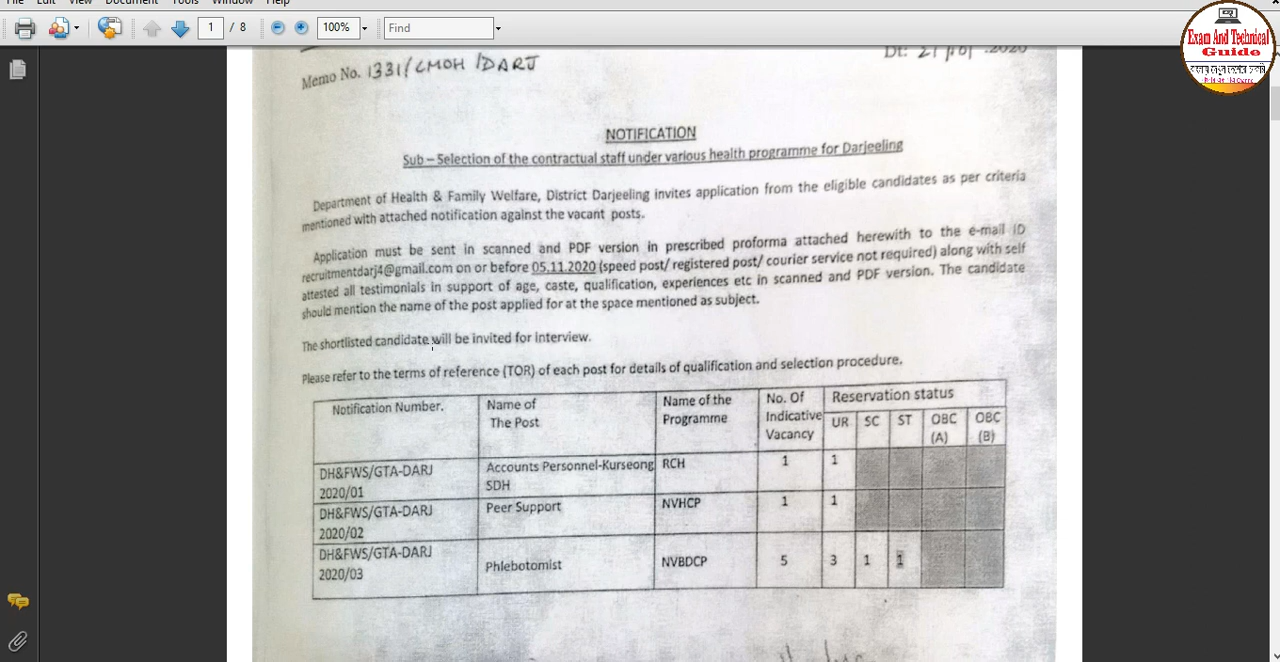 File Edit View Document Tools Window Help
1 / 8 100% Find
Exam And Technical
Guide
Memo No. 1331/CMOH/DARJ
Dt: 21 .2020
NOTIFICATION
Sub – Selection of the contractual staff under various health programme for Darjeeling
Department of Health & Family Welfare, District Darjeeling invites application from the eligible candidates as per criteria
mentioned with attached notification against the vacant posts.
Application must be sent in scanned and PDF version in prescribed proforma attached herewith to the e-mail ID
recruitmentdarj4@gmail.com on or before 05.11.2020 (speed post/ registered post/ courier service not required) along with self
attested all testimonials in support of age, caste, qualification, experiences etc in scanned and PDF version. The candidate
should mention the name of the post applied for at the space mentioned as subject.
The shortlisted candidate will be invited for interview.
Please refer to the terms of reference (TOR) of each post for details of qualification and selection procedure.
Notification Number. Name of The Post Name of the Programme No. Of Indicative Vacancy Reservation status
UR SC ST OBC (A) OBC (B)
DH&FWS/GTA-DARJ Accounts Personnel-Kurseong RCH 1 1
2020/01 SDH
DH&FWS/GTA-DARJ Peer Support NVHCP 1 1
2020/02
DH&FWS/GTA-DARJ Phlebotomist NVBDCP 5 3 1 1
2020/03